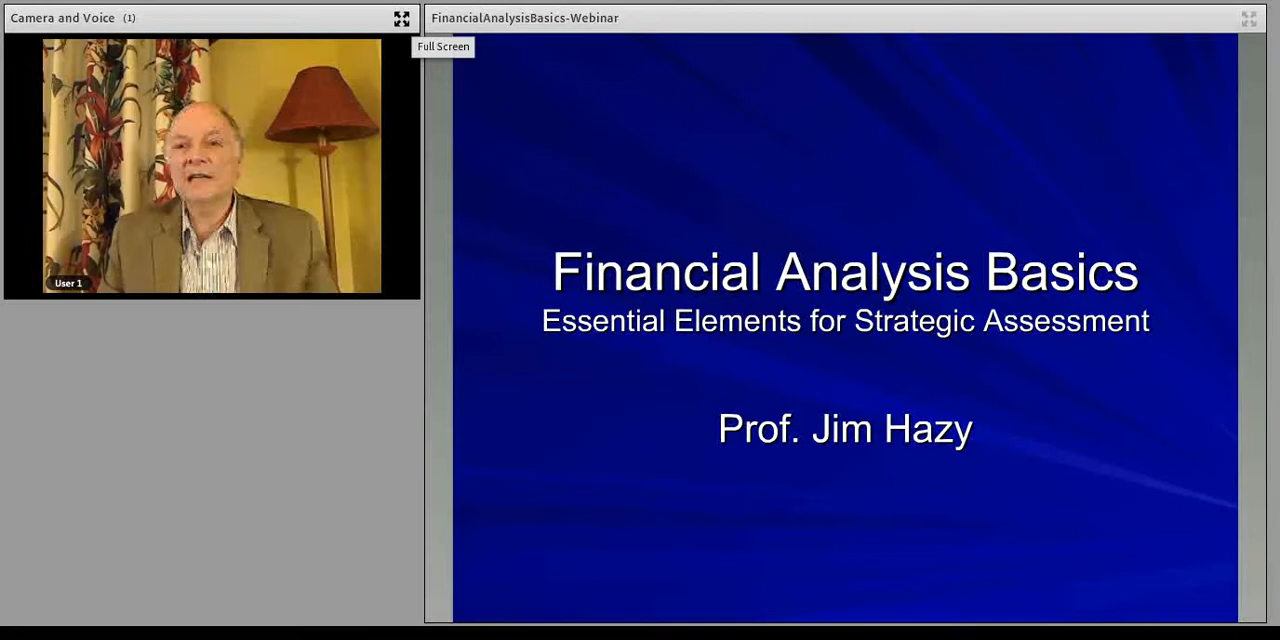 Camera and Voice (1)
Full Screen
User 1
FinancialAnalysisBasics-Webinar
Financial Analysis Basics
Essential Elements for Strategic Assessment
Prof. Jim Hazy